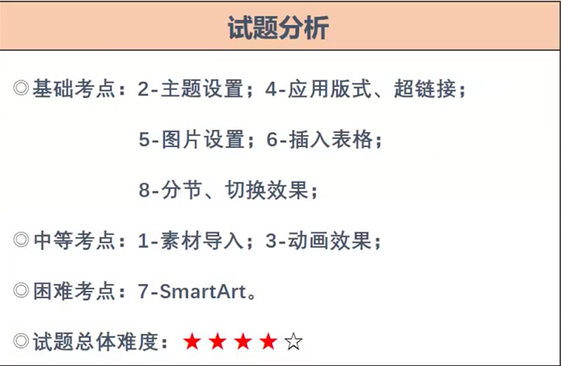 试题分析
◎基础考点：2-主题设置；4-应用版式、超链接；
5-图片设置；6-插入表格；
8-分节、切换效果；
◎中等考点：1-素材导入；3-动画效果；
◎困难考点：7-SmartArt。
◎试题总体难度：★★★★☆